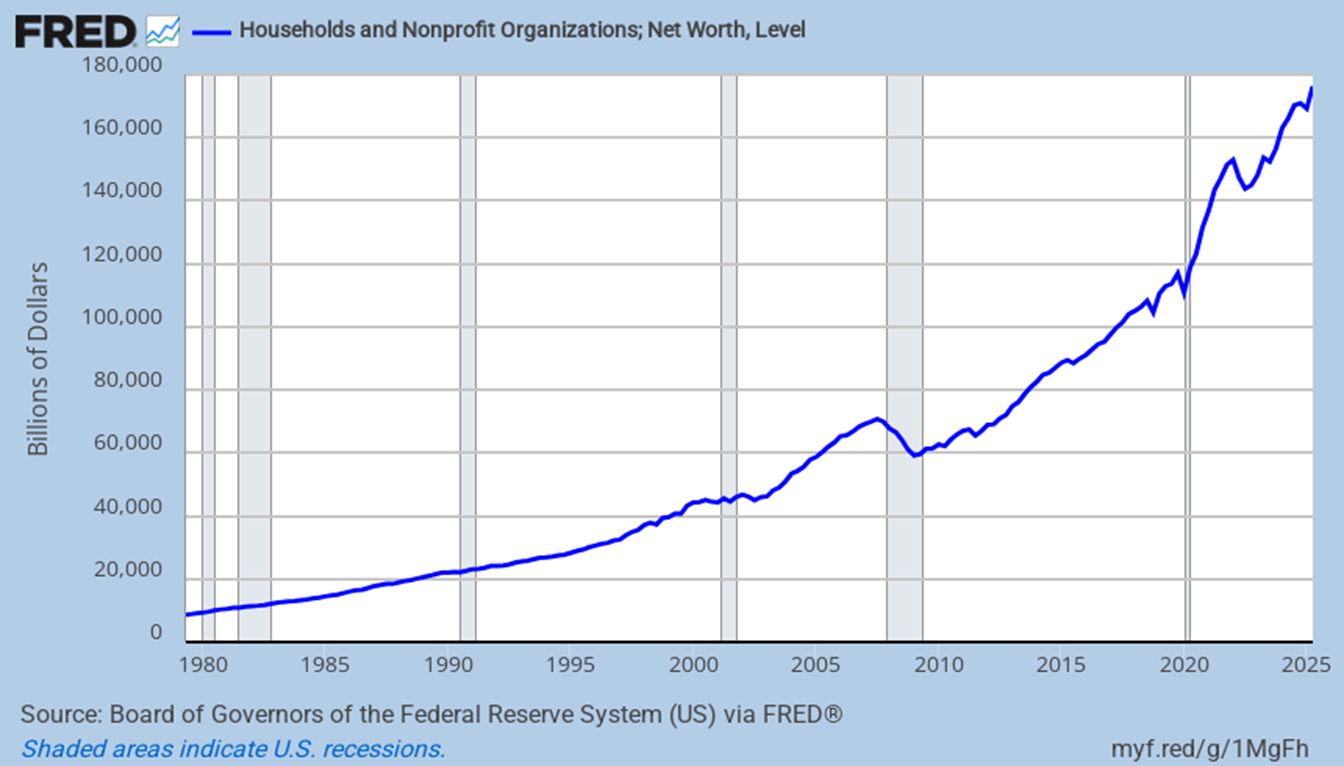 FRED Households and Nonprofit Organizations; Net Worth, Level
180,000
160,000
140,000
120,000
100,000
80,000
60,000
40,000
20,000
0
Billions of Dollars
1980 1985 1990 1995 2000 2005 2010 2015 2020 2025
Source: Board of Governors of the Federal Reserve System (US) via FRED®
Shaded areas indicate U.S. recessions.
myf.red/g/1MgFh